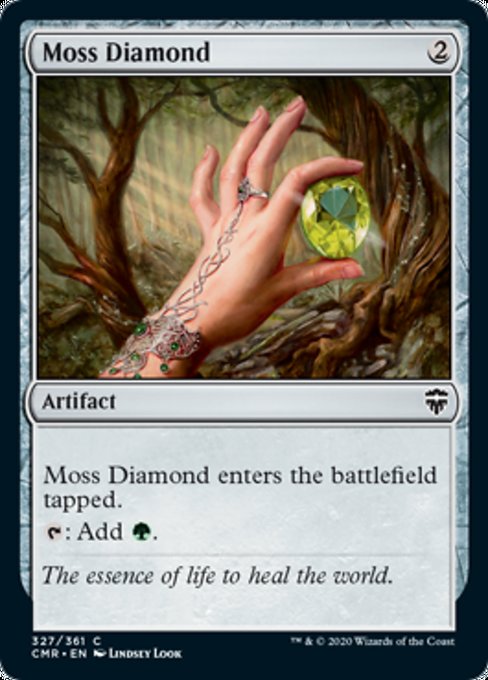 Moss Diamond 2
Artifact
Moss Diamond enters the battlefield
tapped.
: Add .
The essence of life to heal the world.
327/361 C ™ & © 2020 Wizards of the Coast
CMR • EN Lindsey Look